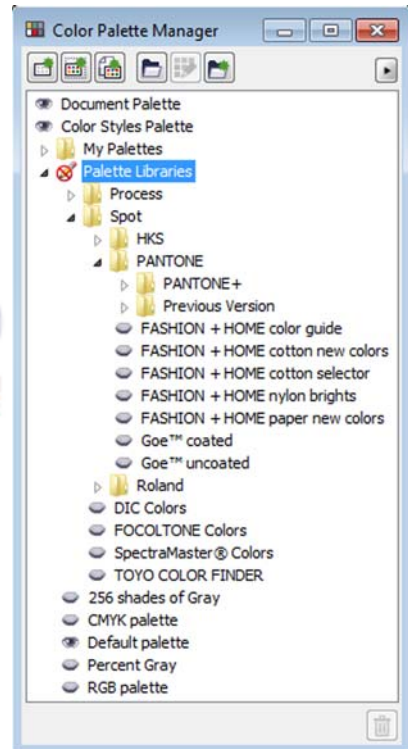 Color Palette Manager
Document Palette
Color Styles Palette
My Palettes
Palette Libraries
Process
Spot
HKS
PANTONE
PANTONE+
Previous Version
FASHION + HOME color guide
FASHION + HOME cotton new colors
FASHION + HOME cotton selector
FASHION + HOME nylon brights
FASHION + HOME paper new colors
Goe™ coated
Goe™ uncoated
Roland
DIC Colors
FOCOLTONE Colors
SpectraMaster® Colors
TOYO COLOR FINDER
256 shades of Gray
CMYK palette
Default palette
Percent Gray
RGB palette